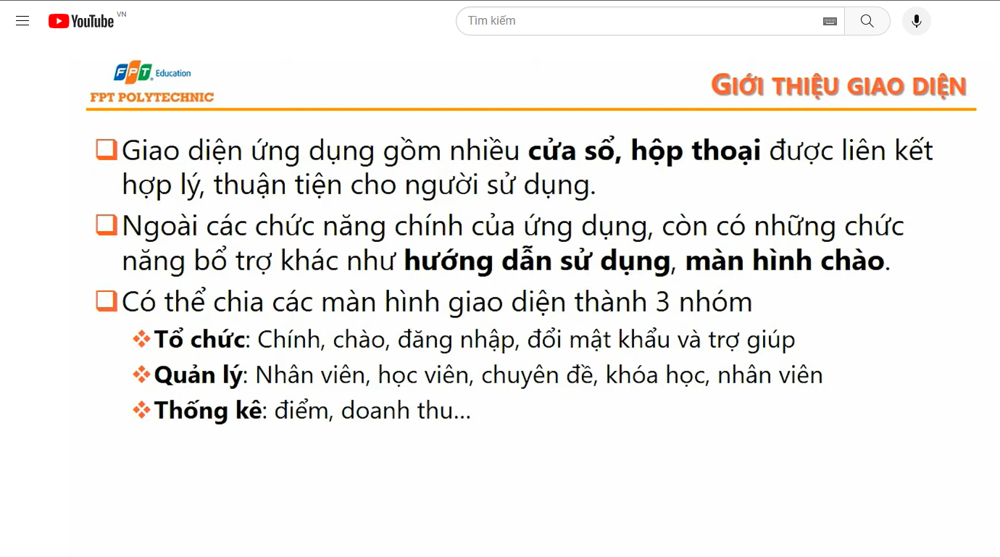 YouTube VN
Tìm kiếm
FPT Education
FPT POLYTECHNIC
GIỚI THIỆU GIAO DIỆN
Giao diện ứng dụng gồm nhiều cửa sổ, hộp thoại được liên kết
hợp lý, thuận tiện cho người sử dụng.
Ngoài các chức năng chính của ứng dụng, còn có những chức
năng bổ trợ khác như hướng dẫn sử dụng, màn hình chào.
Có thể chia các màn hình giao diện thành 3 nhóm
Tổ chức: Chính, chào, đăng nhập, đổi mật khẩu và trợ giúp
Quản lý: Nhân viên, học viên, chuyên đề, khóa học, nhân viên
Thống kê: điểm, doanh thu...